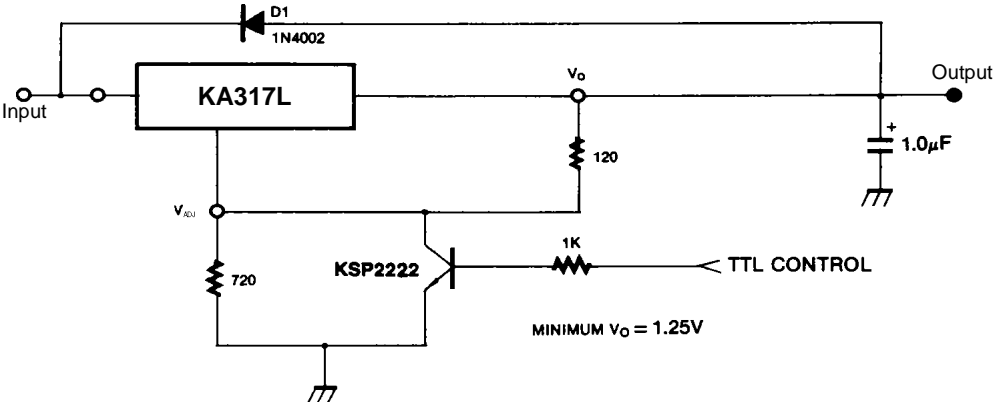 D1
1N4002
Input
KA317L
VO
Output
120
+
1.0µF
VADJ
1K
KSP2222
TTL CONTROL
720
MINIMUM VO = 1.25V